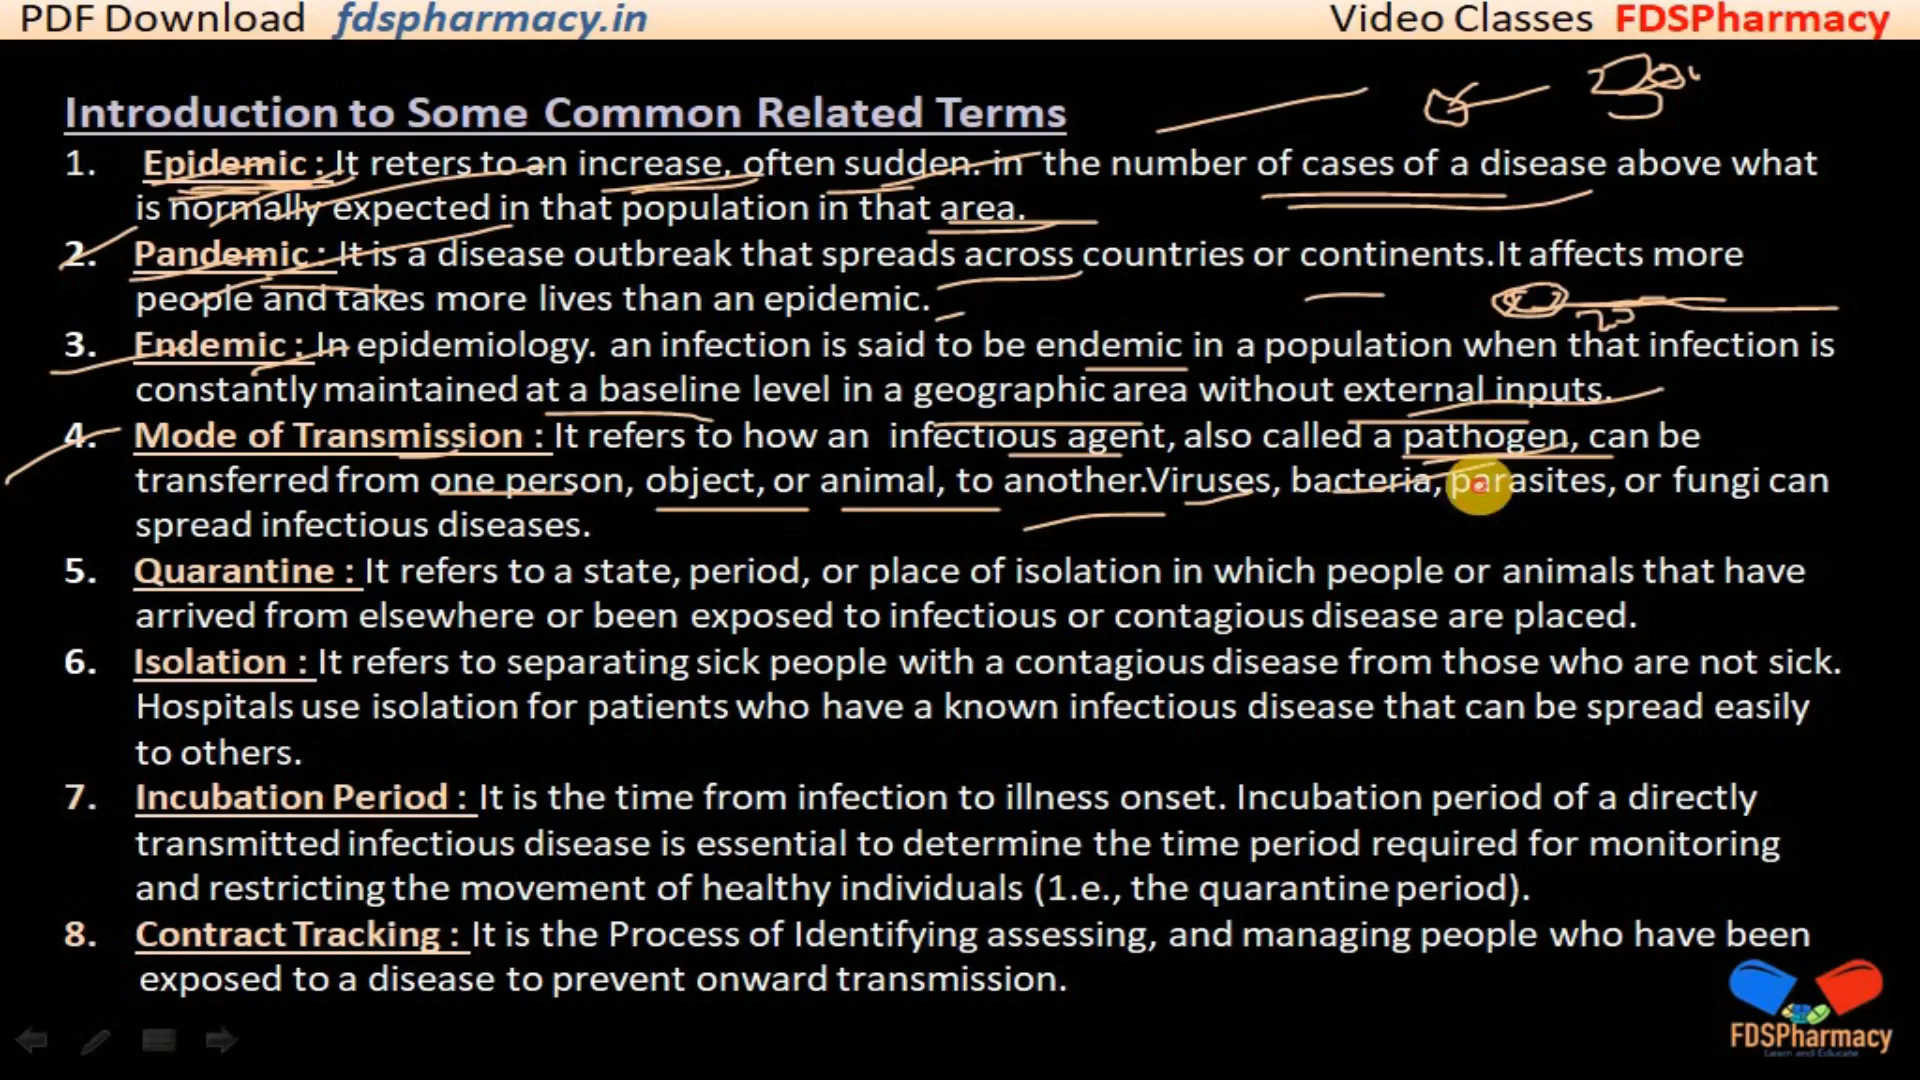 PDF Download fdspharmacy.in Video Classes FDSPharmacy
Introduction to Some Common Related Terms
1. Epidemic : It reters to an increase, often sudden. in the number of cases of a disease above what
is normally expected in that population in that area.
2. Pandemic : It is a disease outbreak that spreads across countries or continents.It affects more
people and takes more lives than an epidemic.
3. Endemic : In epidemiology. an infection is said to be endemic in a population when that infection is
constantly maintained at a baseline level in a geographic area without external inputs.
4. Mode of Transmission : It refers to how an infectious agent, also called a pathogen, can be
transferred from one person, object, or animal, to another.Viruses, bacteria, parasites, or fungi can
spread infectious diseases.
5. Quarantine : It refers to a state, period, or place of isolation in which people or animals that have
arrived from elsewhere or been exposed to infectious or contagious disease are placed.
6. Isolation : It refers to separating sick people with a contagious disease from those who are not sick.
Hospitals use isolation for patients who have a known infectious disease that can be spread easily
to others.
7. Incubation Period : It is the time from infection to illness onset. Incubation period of a directly
transmitted infectious disease is essential to determine the time period required for monitoring
and restricting the movement of healthy individuals (1.e., the quarantine period).
8. Contract Tracking : It is the Process of Identifying assessing, and managing people who have been
exposed to a disease to prevent onward transmission.
FDSPharmacy
Learn and Educate